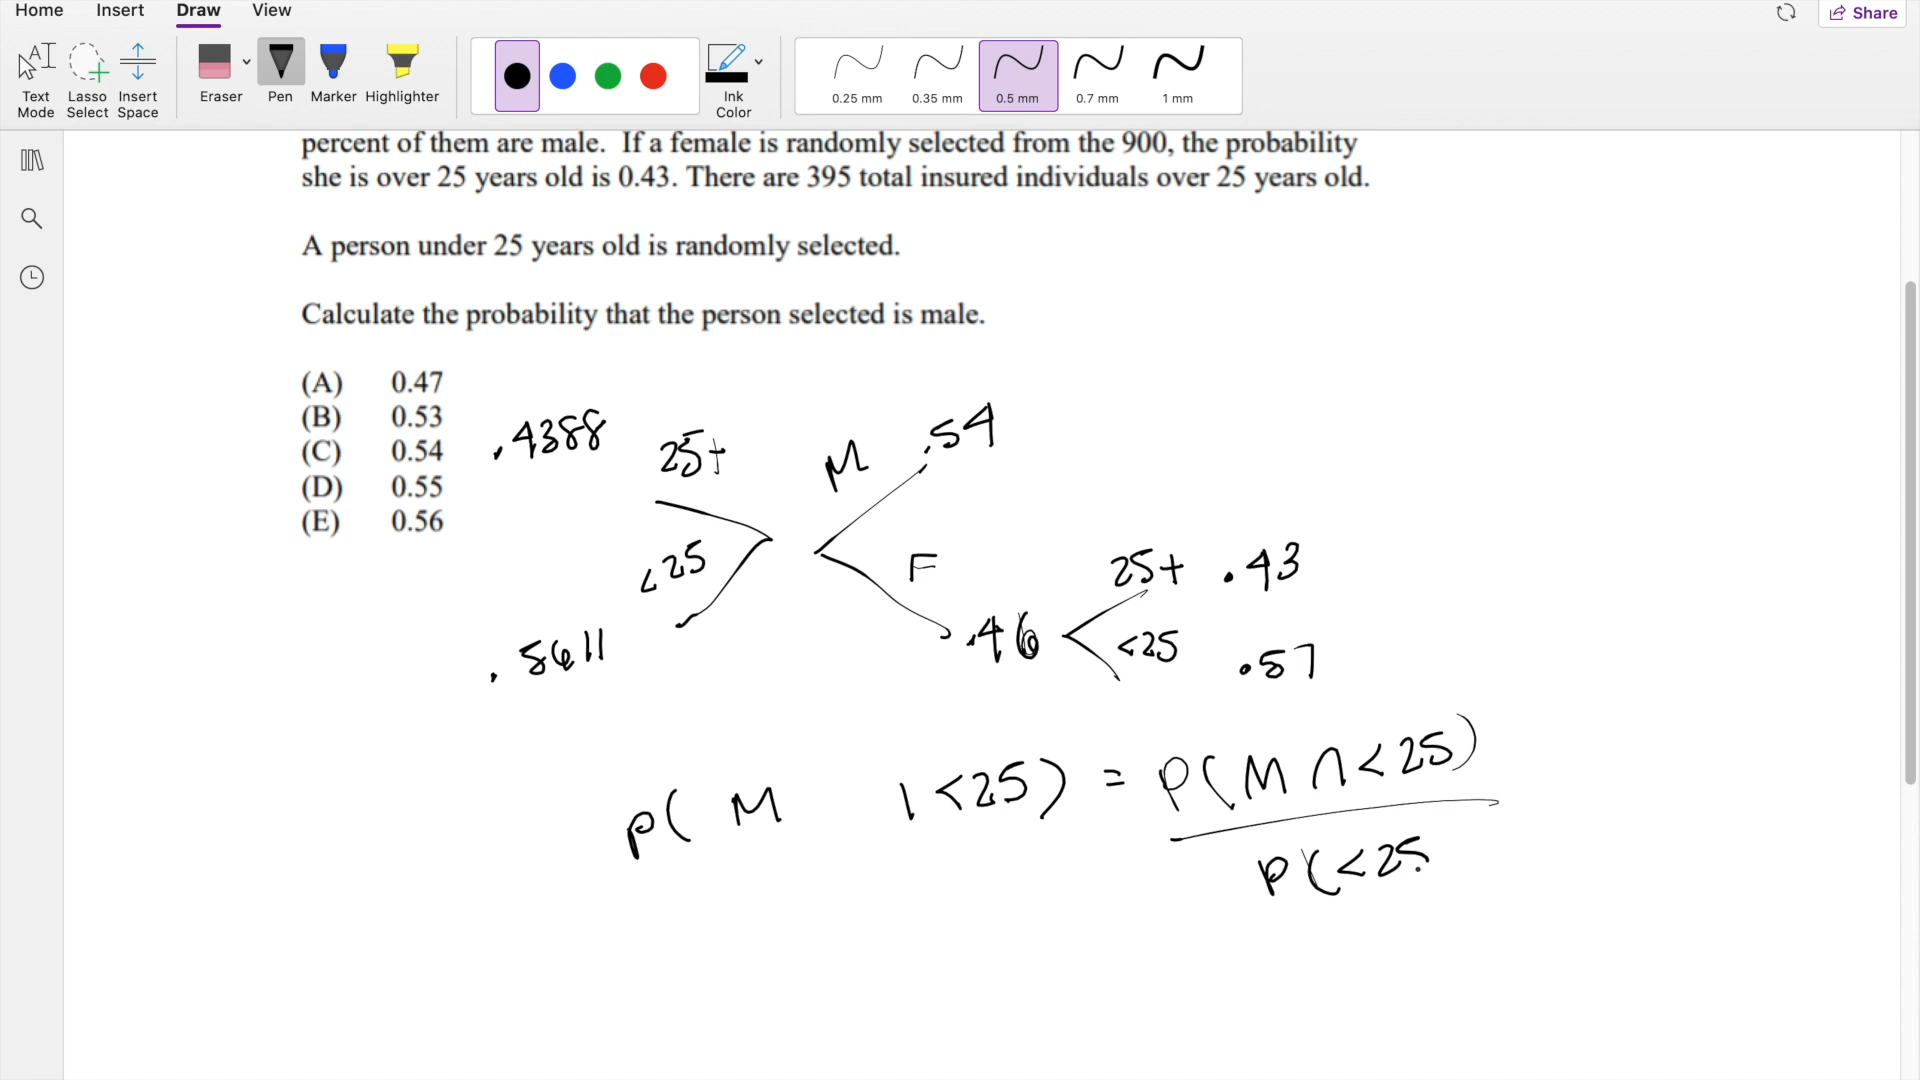 Home Insert Draw View
Share
Text Mode
Lasso Select
Insert Space
Eraser
Pen
Marker
Highlighter
Ink Color
0.25 mm
0.35 mm
0.5 mm
0.7 mm
1 mm
percent of them are male. If a female is randomly selected from the 900, the probability
she is over 25 years old is 0.43. There are 395 total insured individuals over 25 years old.
A person under 25 years old is randomly selected.
Calculate the probability that the person selected is male.
(A) 0.47
(B) 0.53
(C) 0.54
(D) 0.55
(E) 0.56
.4388 25+ M .54
<25 F 25+ .43
.5611 .46 <25 .57
P( M | <25) = P(M ∩ <25)
P(<25